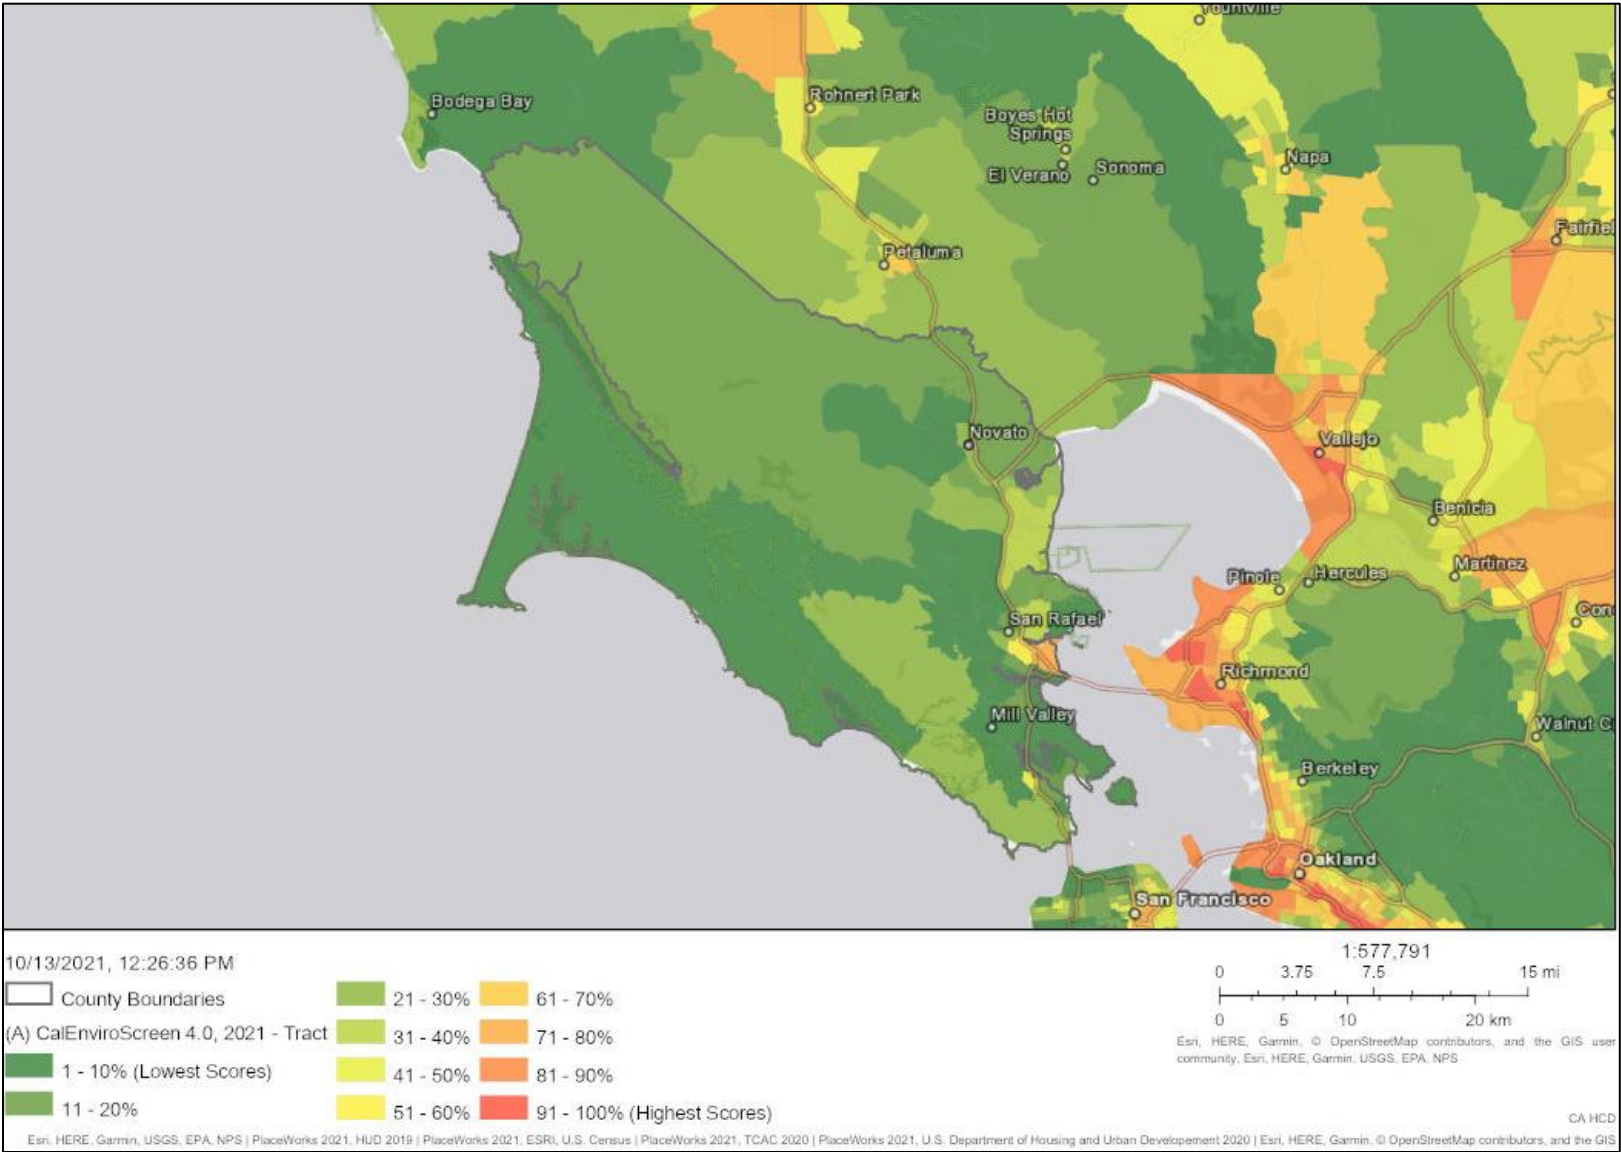 Yountville
Bodega Bay
Rohnert Park
Boyes Hot
Springs
El Verano
Sonoma
Napa
Petaluma
Fairfiel
Novato
Vallejo
Benicia
Pinole
Hercules
Martinez
San Rafael
Con
Richmond
Mill Valley
Walnut C
Berkeley
Oakland
San Francisco
10/13/2021, 12:26:36 PM
County Boundaries
(A) CalEnviroScreen 4.0, 2021 - Tract
1 - 10% (Lowest Scores)
11 - 20%
21 - 30%
31 - 40%
41 - 50%
51 - 60%
61 - 70%
71 - 80%
81 - 90%
91 - 100% (Highest Scores)
1:577,791
0 3.75 7.5 15 mi
0 5 10 20 km
Esri, HERE, Garmin, © OpenStreetMap contributors, and the GIS user
community, Esri, HERE, Garmin, USGS, EPA, NPS
CA HCD
Esri, HERE, Garmin, USGS, EPA, NPS | PlaceWorks 2021, HUD 2019 | PlaceWorks 2021, ESRI, U.S. Census | PlaceWorks 2021, TCAC 2020 | PlaceWorks 2021, U.S. Department of Housing and Urban Developement 2020 | Esri, HERE, Garmin, © OpenStreetMap contributors, and the GIS